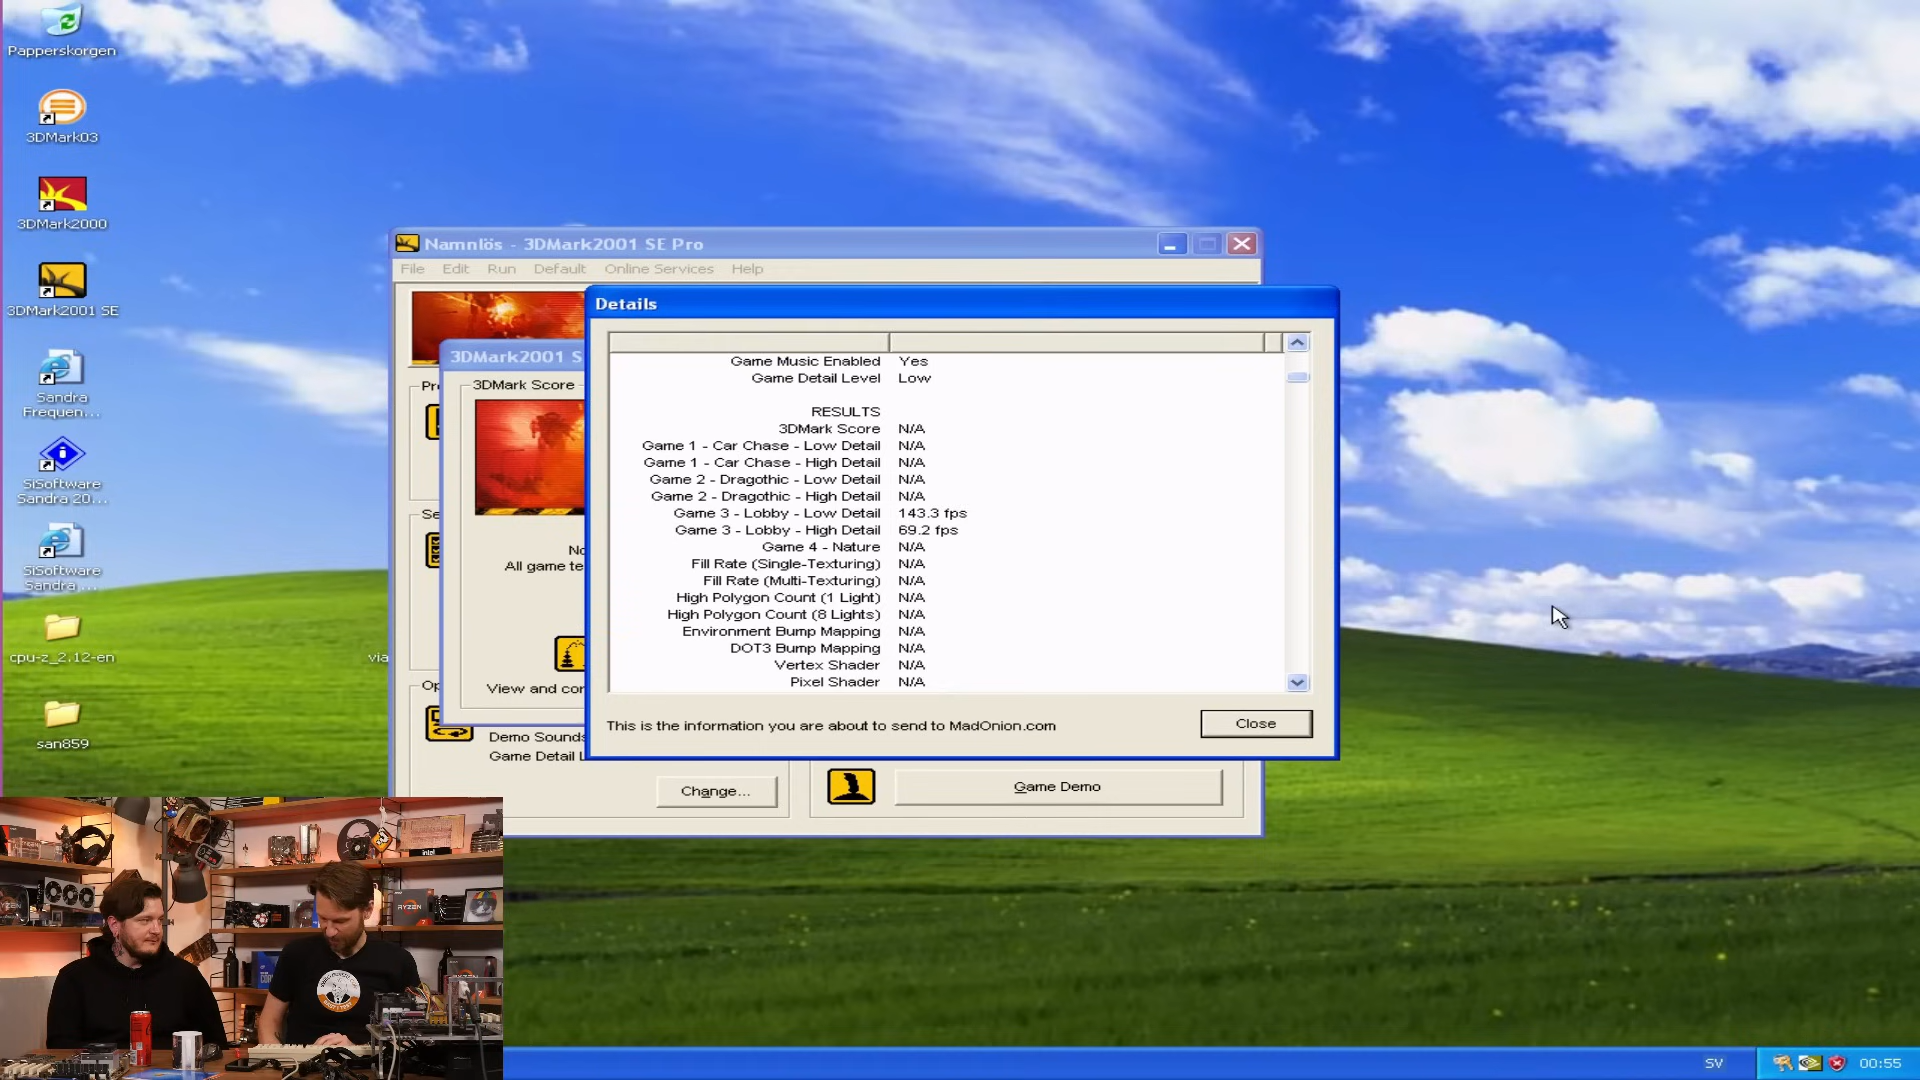 Papperskorgen
3DMark03
3DMark2000
3DMark2001 SE
Sandra
Frequen...
SiSoftware
Sandra 20...
SiSoftware
Sandra ...
cpu-z_2.12-en
san859
via
Namnlös - 3DMark2001 SE Pro
File Edit Run Default Online Services Help
Pr
Se
Op
3DMark2001 S
3DMark Score
No
All game te
View and con
Demo Sounds
Game Detail L
Change...
Game Demo
Details
Game Music Enabled Yes
Game Detail Level Low
RESULTS
3DMark Score N/A
Game 1 - Car Chase - Low Detail N/A
Game 1 - Car Chase - High Detail N/A
Game 2 - Dragothic - Low Detail N/A
Game 2 - Dragothic - High Detail N/A
Game 3 - Lobby - Low Detail 143.3 fps
Game 3 - Lobby - High Detail 69.2 fps
Game 4 - Nature N/A
Fill Rate (Single-Texturing) N/A
Fill Rate (Multi-Texturing) N/A
High Polygon Count (1 Light) N/A
High Polygon Count (8 Lights) N/A
Environment Bump Mapping N/A
DOT3 Bump Mapping N/A
Vertex Shader N/A
Pixel Shader N/A
This is the information you are about to send to MadOnion.com
Close
intel
RYZEN
SV
00:55